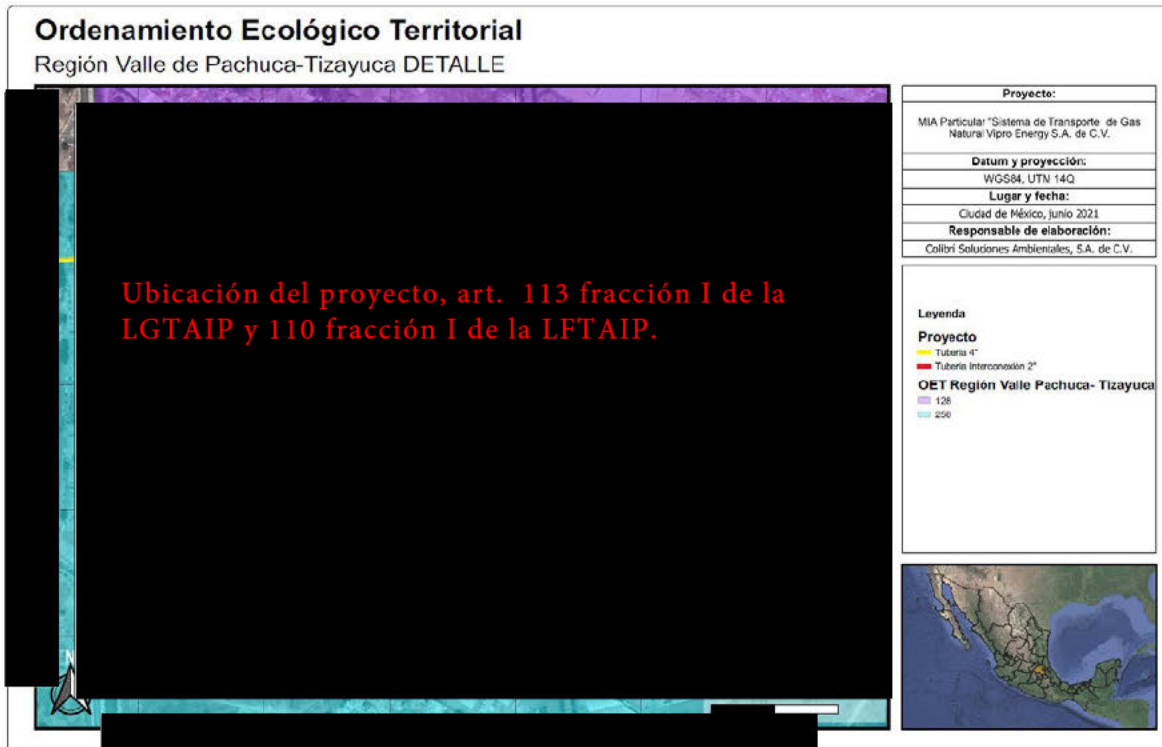 Ordenamiento Ecológico Territorial
Región Valle de Pachuca-Tizayuca DETALLE
Ubicación del proyecto, art. 113 fracción I de la
LGTAIP y 110 fracción I de la LFTAIP.
N
Proyecto:
MIA Particular "Sistema de Transporte de Gas
Natural Vipro Energy S.A. de C.V.
Datum y proyección:
WGS84, UTN 14Q
Lugar y fecha:
Ciudad de México, junio 2021
Responsable de elaboración:
Colibrí Soluciones Ambientales, S.A. de C.V.
Leyenda
Proyecto
Tubería 4"
Tubería Interconexión 2"
OET Región Valle Pachuca- Tizayuca
128
256